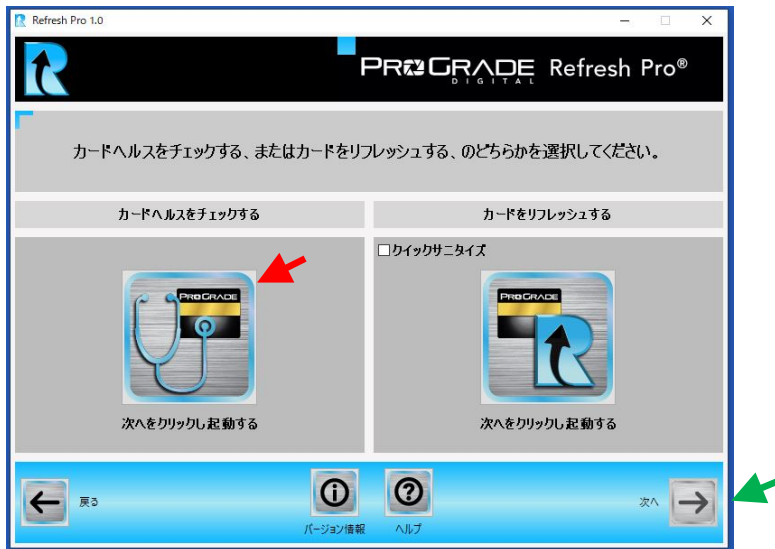 Refresh Pro 1.0
PROGRADE DIGITAL Refresh Pro®
カードヘルスをチェックする、またはカードをリフレッシュする、のどちらかを選択してください。
カードヘルスをチェックする
カードをリフレッシュする
クイックサニタイズ
PROGRADE
PROGRADE
次へをクリックし起動する
次へをクリックし起動する
戻る
バージョン情報
ヘルプ
次へ